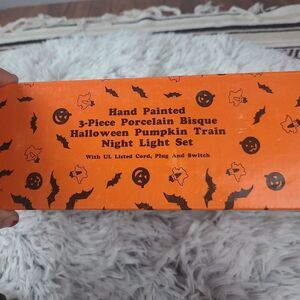 Hand Painted
3-Piece Porcelain Bisque
Halloween Pumpkin Train
Night Light Set
With UL Listed Cord, Plug And Switch